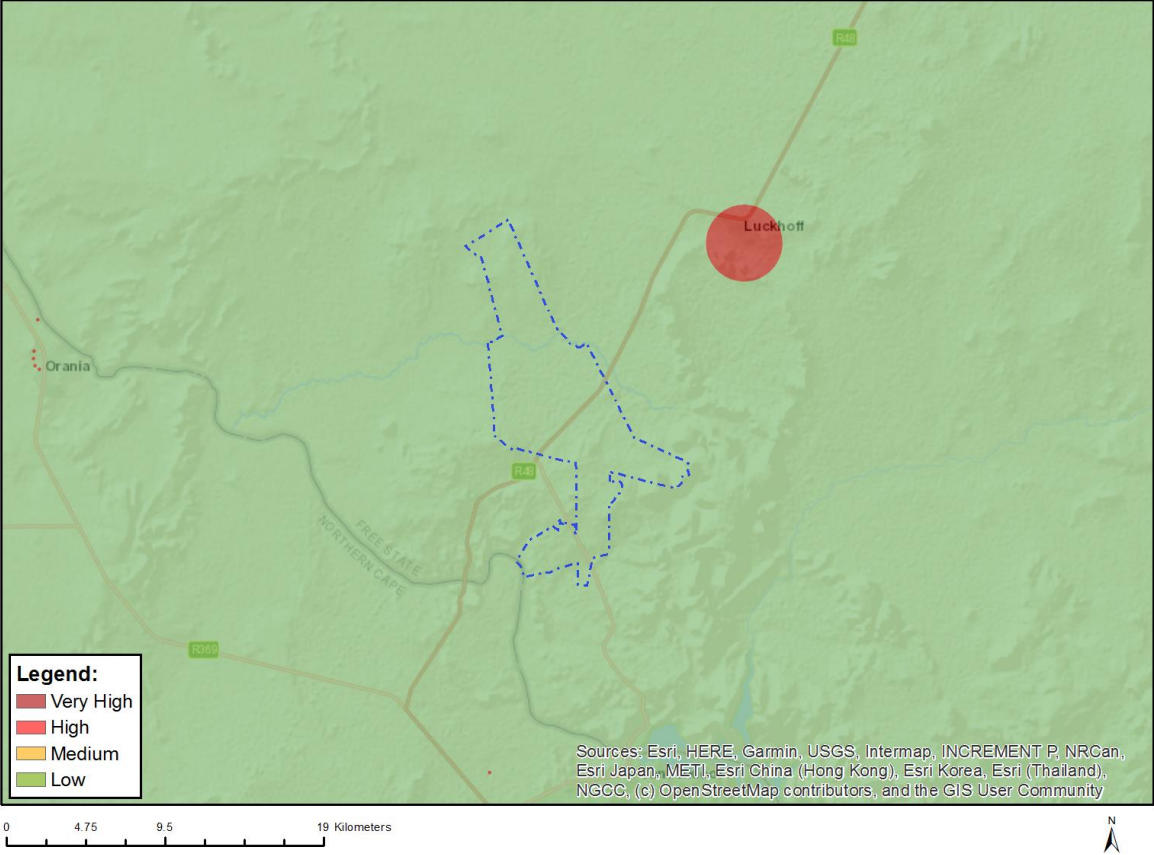 R48
Luckhoff
Orania
R48
FREE STATE
NORTHERN CAPE
R369
Legend:
Very High
High
Medium
Low
Sources: Esri, HERE, Garmin, USGS, Intermap, INCREMENT P, NRCan,
Esri Japan, METI, Esri China (Hong Kong), Esri Korea, Esri (Thailand),
NGCC, (c) OpenStreetMap contributors, and the GIS User Community
0 4.75 9.5 19 Kilometers
N